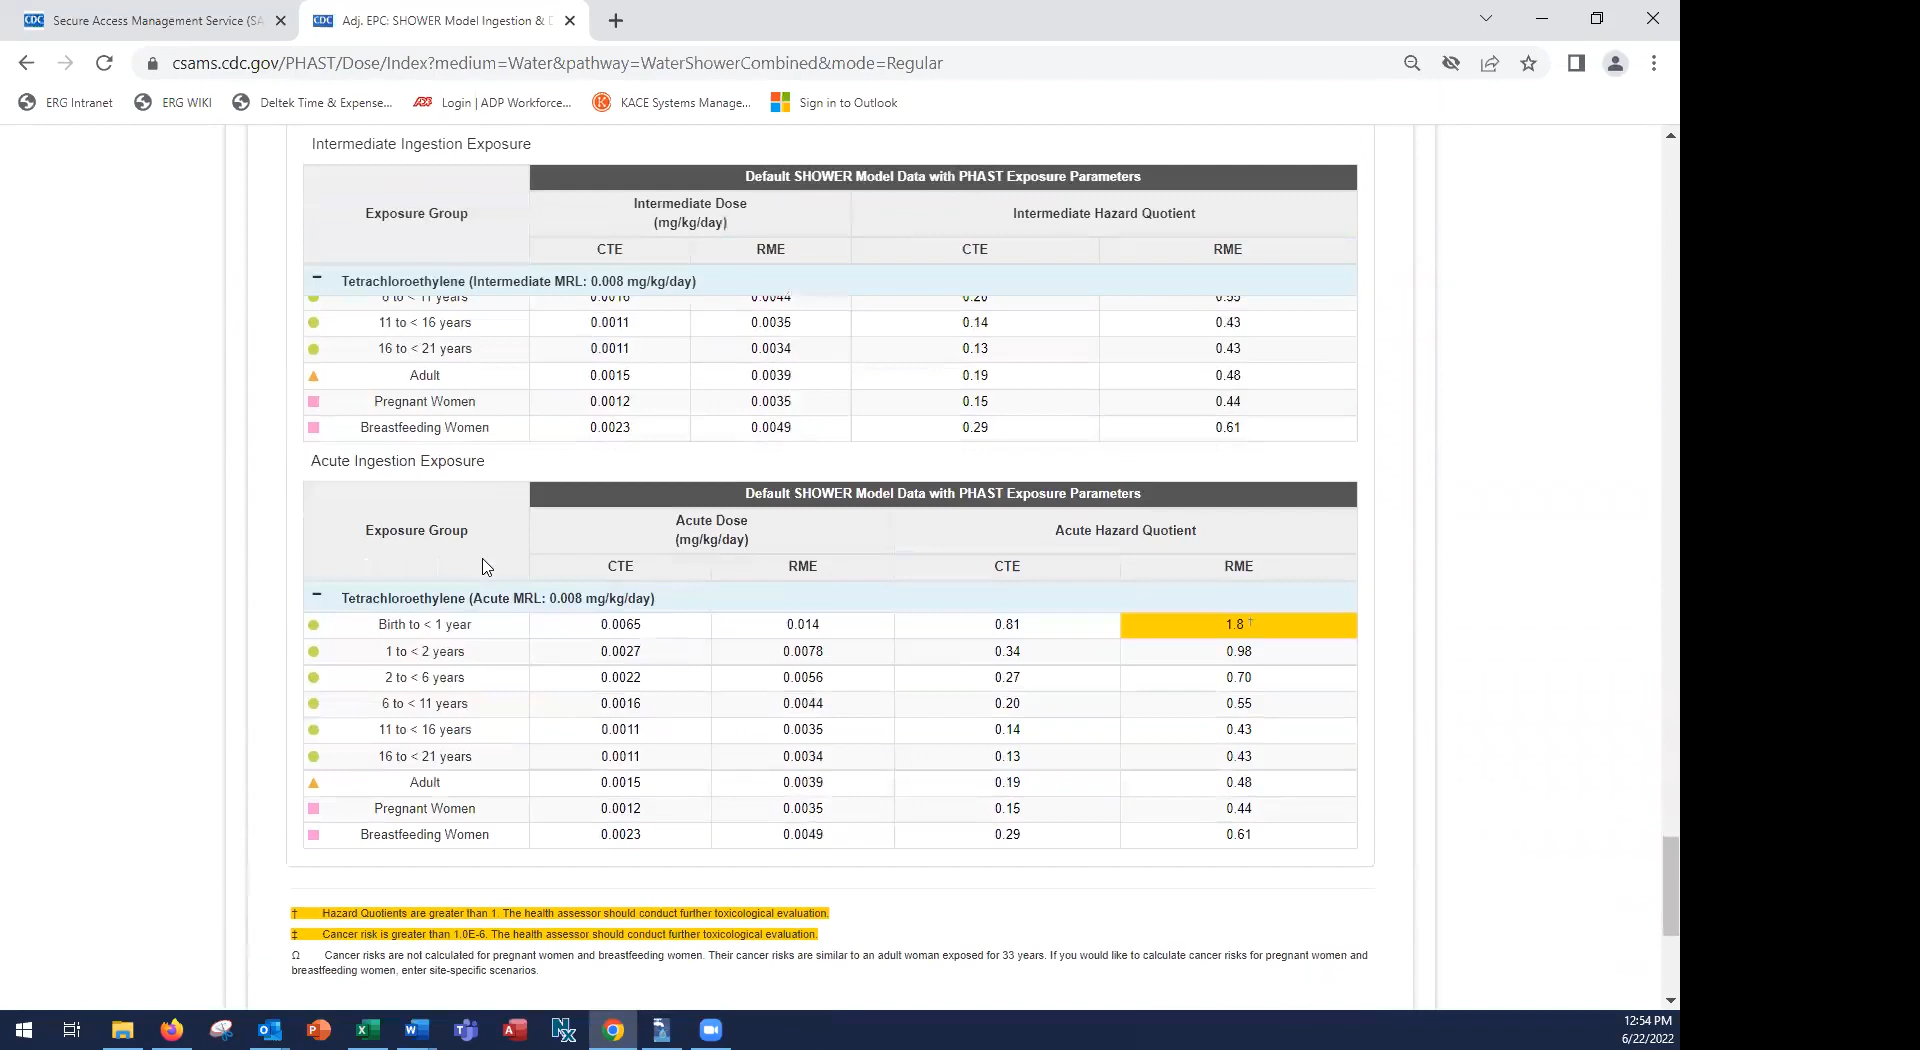 Secure Access Management Service (SA
Adj. EPC: SHOWER Model Ingestion &
csams.cdc.gov/PHAST/Dose/Index?medium=Water&pathway=WaterShowerCombined&mode=Regular
ERG Intranet ERG WIKI Deltek Time & Expense... Login | ADP Workforce... KACE Systems Manage... Sign in to Outlook
Intermediate Ingestion Exposure
Default SHOWER Model Data with PHAST Exposure Parameters
Exposure Group Intermediate Dose (mg/kg/day) Intermediate Hazard Quotient
CTE RME CTE RME
− Tetrachloroethylene (Intermediate MRL: 0.008 mg/kg/day)
6 to < 11 years 0.0016 0.0044 0.20 0.55
11 to < 16 years 0.0011 0.0035 0.14 0.43
16 to < 21 years 0.0011 0.0034 0.13 0.43
Adult 0.0015 0.0039 0.19 0.48
Pregnant Women 0.0012 0.0035 0.15 0.44
Breastfeeding Women 0.0023 0.0049 0.29 0.61
Acute Ingestion Exposure
Default SHOWER Model Data with PHAST Exposure Parameters
Exposure Group Acute Dose (mg/kg/day) Acute Hazard Quotient
CTE RME CTE RME
− Tetrachloroethylene (Acute MRL: 0.008 mg/kg/day)
Birth to < 1 year 0.0065 0.014 0.81 1.8 †
1 to < 2 years 0.0027 0.0078 0.34 0.98
2 to < 6 years 0.0022 0.0056 0.27 0.70
6 to < 11 years 0.0016 0.0044 0.20 0.55
11 to < 16 years 0.0011 0.0035 0.14 0.43
16 to < 21 years 0.0011 0.0034 0.13 0.43
Adult 0.0015 0.0039 0.19 0.48
Pregnant Women 0.0012 0.0035 0.15 0.44
Breastfeeding Women 0.0023 0.0049 0.29 0.61
† Hazard Quotients are greater than 1. The health assessor should conduct further toxicological evaluation.
‡ Cancer risk is greater than 1.0E-6. The health assessor should conduct further toxicological evaluation.
Ω Cancer risks are not calculated for pregnant women and breastfeeding women. Their cancer risks are similar to an adult woman exposed for 33 years. If you would like to calculate cancer risks for pregnant women and
breastfeeding women, enter site-specific scenarios.
12:54 PM
6/22/2022